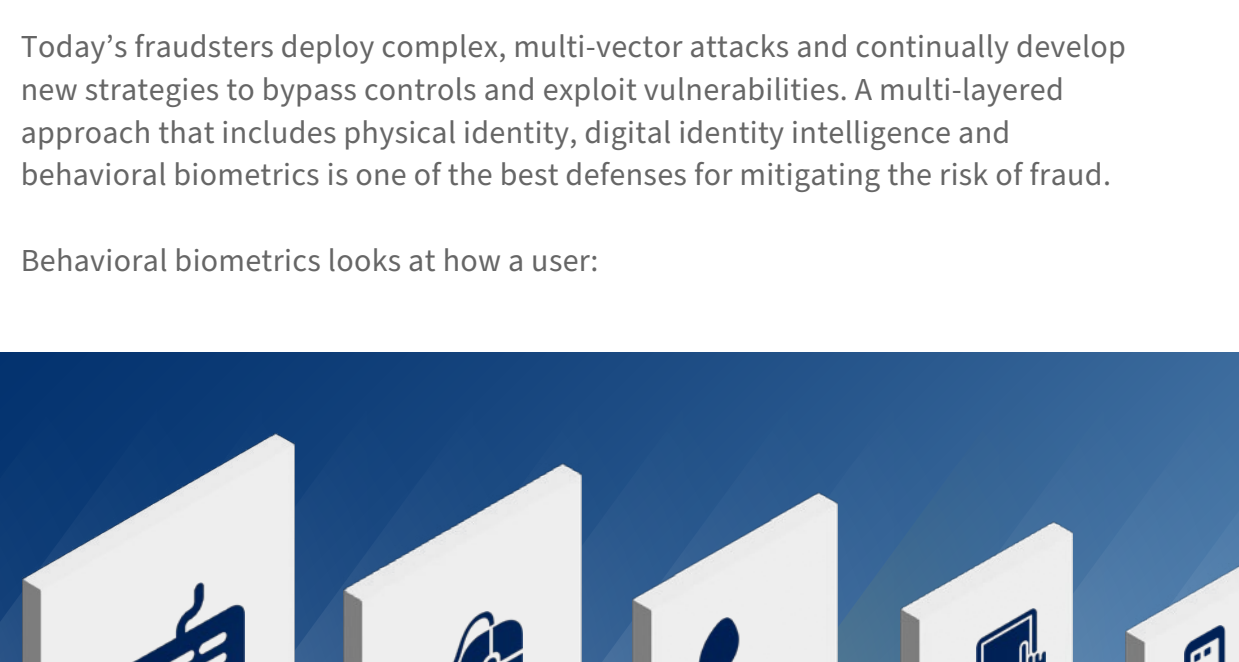 Today’s fraudsters deploy complex, multi-vector attacks and continually develop
new strategies to bypass controls and exploit vulnerabilities. A multi-layered
approach that includes physical identity, digital identity intelligence and
behavioral biometrics is one of the best defenses for mitigating the risk of fraud.
Behavioral biometrics looks at how a user: